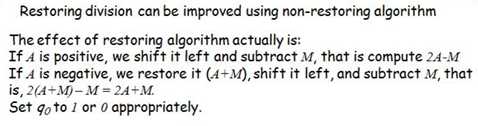 Restoring division can be improved using non-restoring algorithm
The effect of restoring algorithm actually is:
If A is positive, we shift it left and subtract M, that is compute 2A-M
If A is negative, we restore it (A+M), shift it left, and subtract M, that
is, 2(A+M) – M = 2A+M.
Set q₀ to 1 or 0 appropriately.